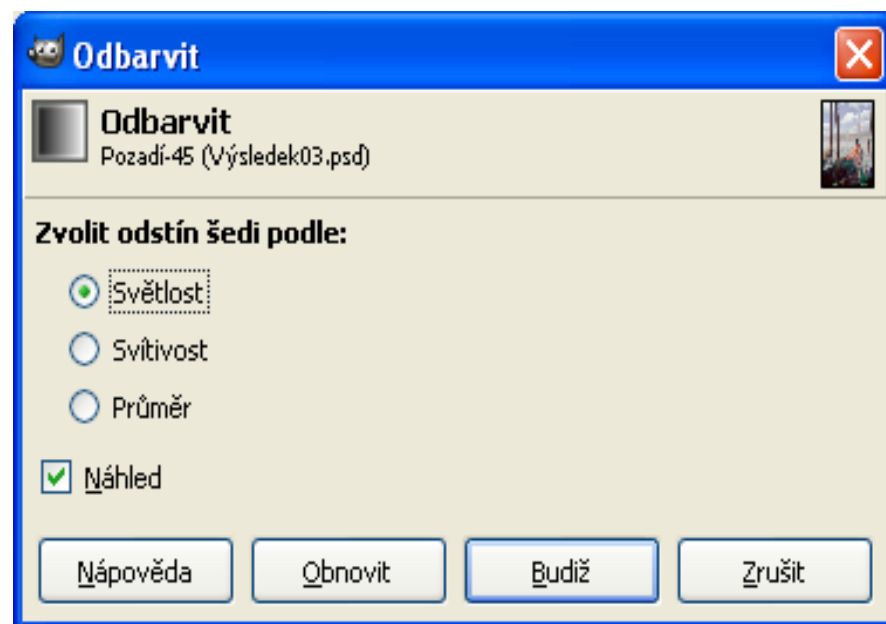 Odbarvit
Odbarvit
Pozadí-45 (Výsledek03.psd)
Zvolit odstín šedi podle:
Světlost
Svítivost
Průměr
Náhled
Nápověda Obnovit Budiž Zrušit